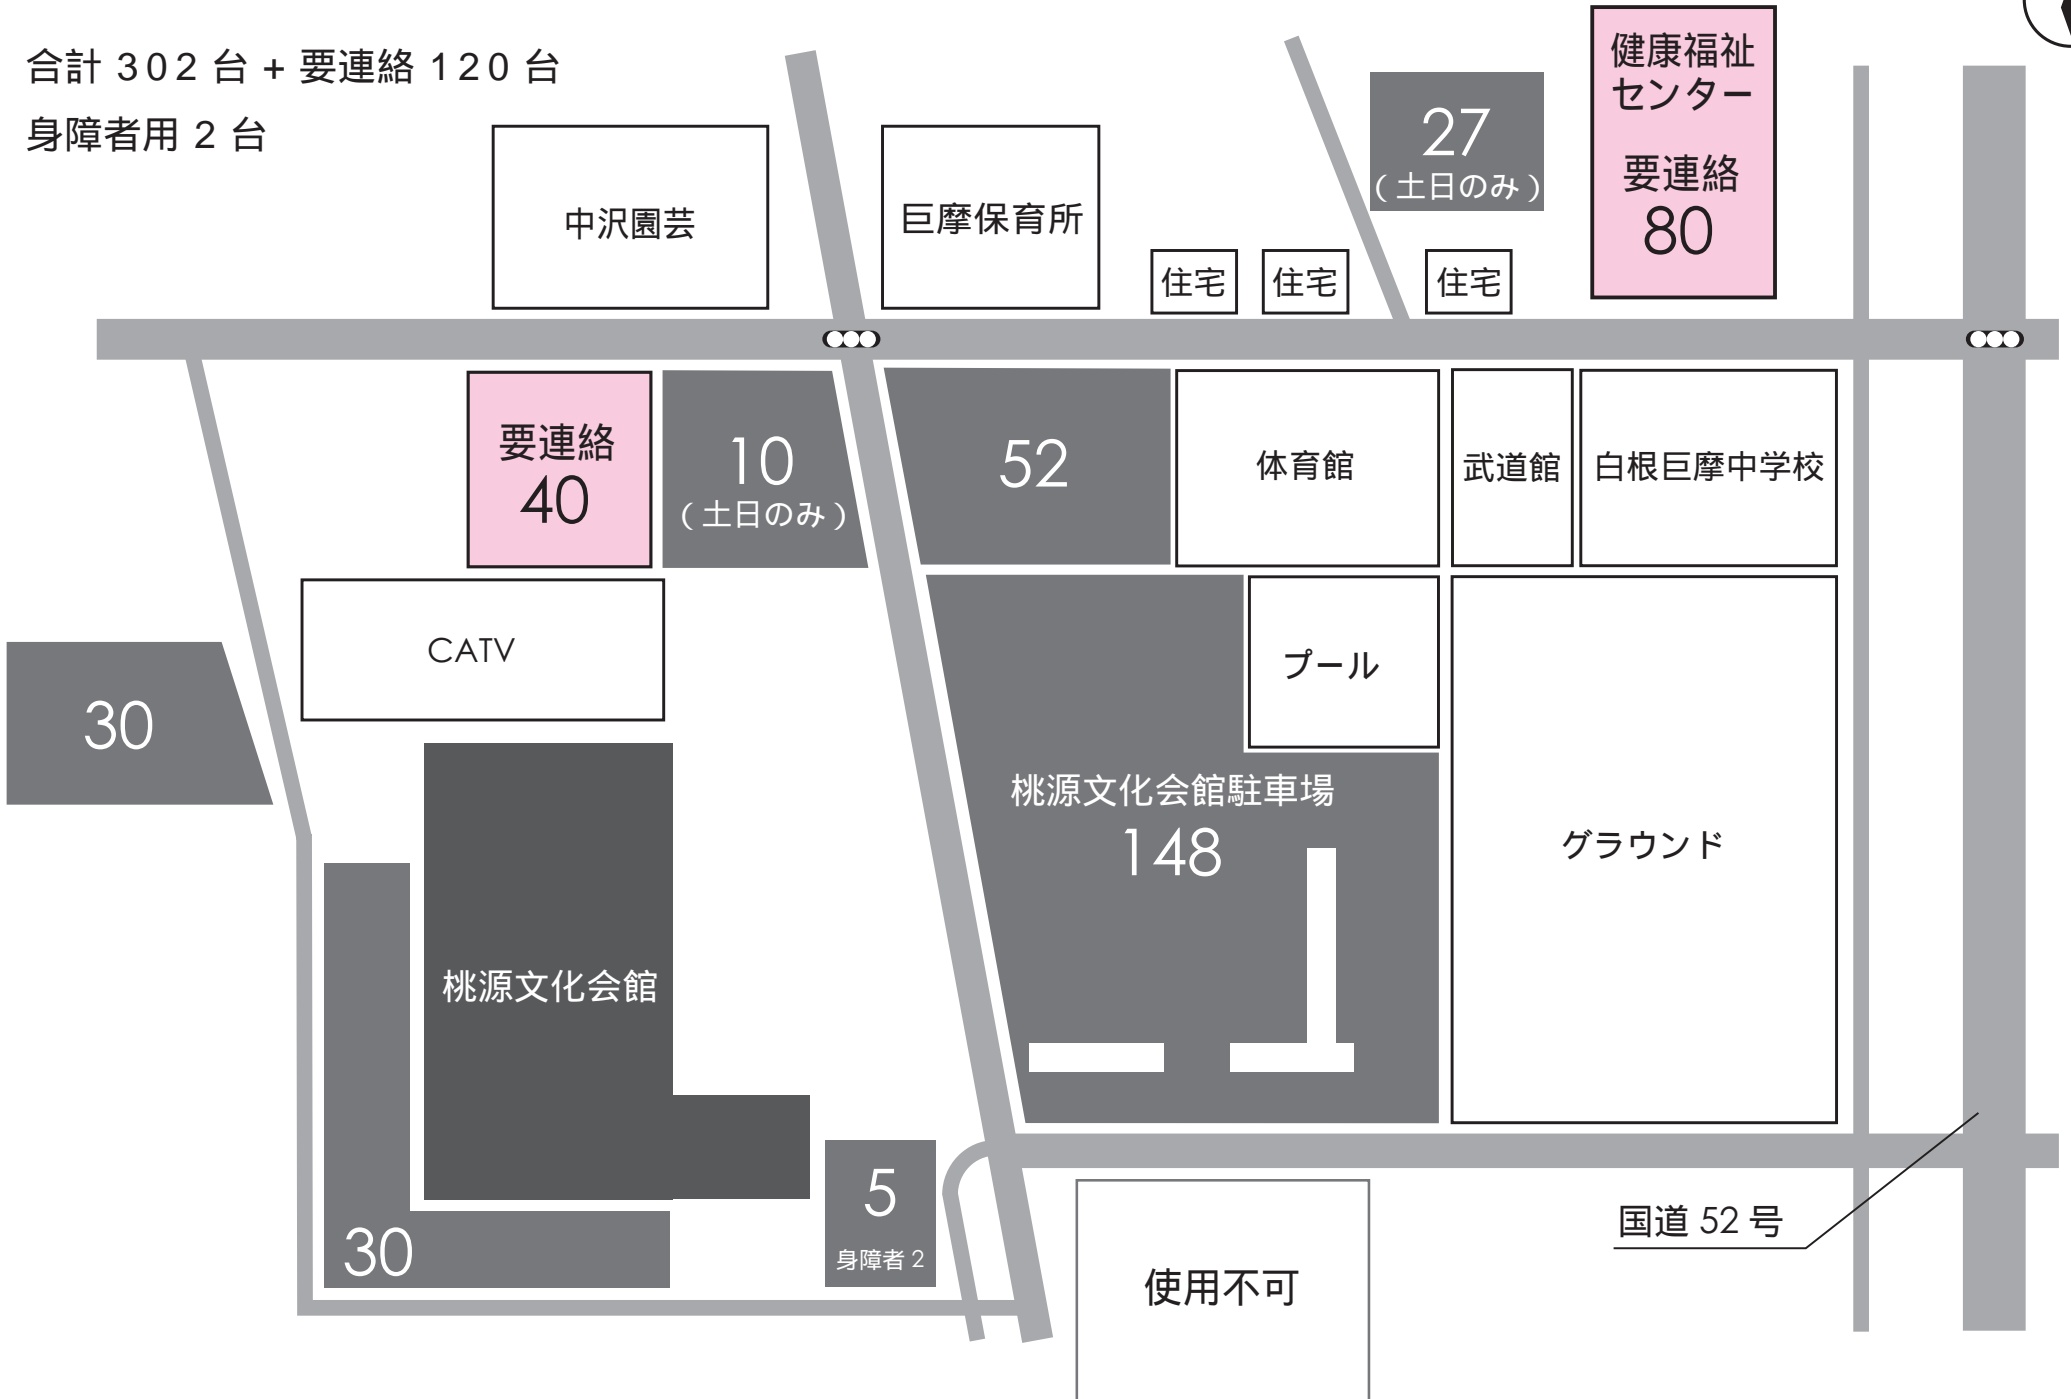 合計 302 台 + 要連絡 120 台
身障者用 2 台
健康福祉
センター
要連絡
80
27
（土日のみ）
中沢園芸
巨摩保育所
住宅
住宅
住宅
要連絡
40
10
（土日のみ）
52
体育館
武道館
白根巨摩中学校
CATV
プール
30
桃源文化会館駐車場
148
グラウンド
桃源文化会館
5
身障者 2
30
国道 52 号
使用不可